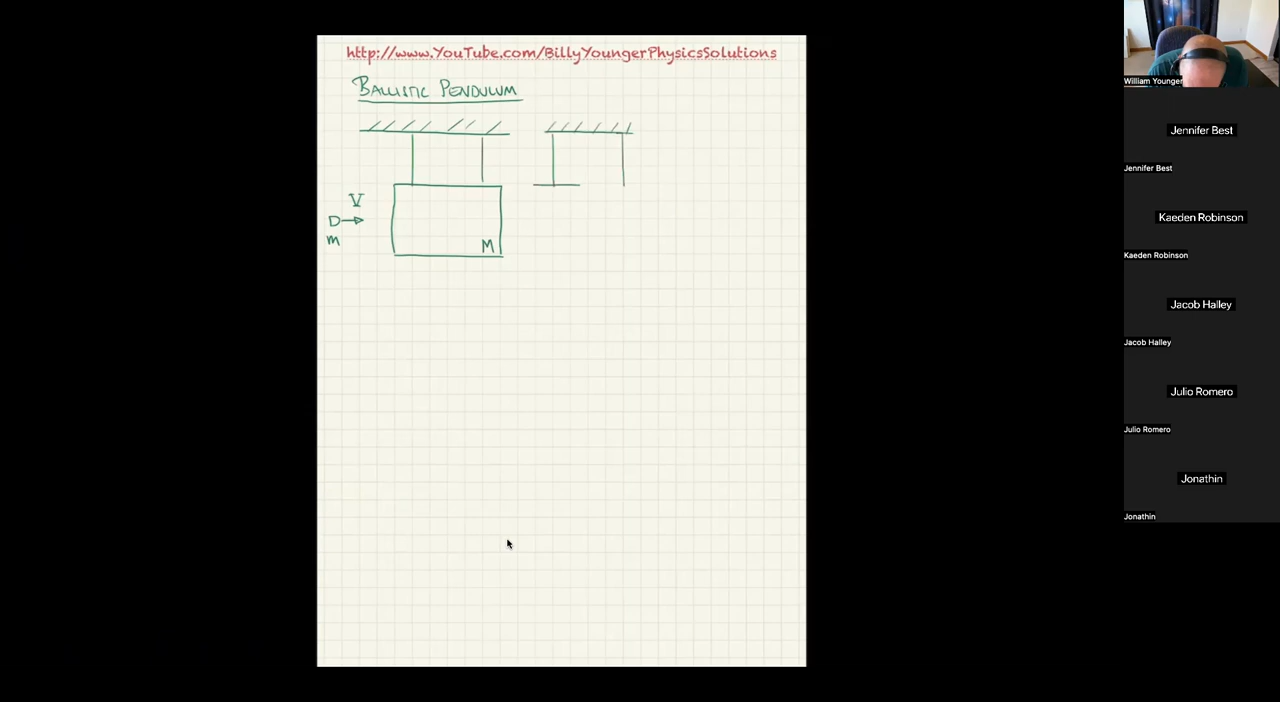 http://www.YouTube.com/BillyYoungerPhysicsSolutions
BALLISTIC PENDULUM
V
m
M
William Younger
Jennifer Best
Jennifer Best
Kaeden Robinson
Kaeden Robinson
Jacob Halley
Jacob Halley
Julio Romero
Julio Romero
Jonathin
Jonathin